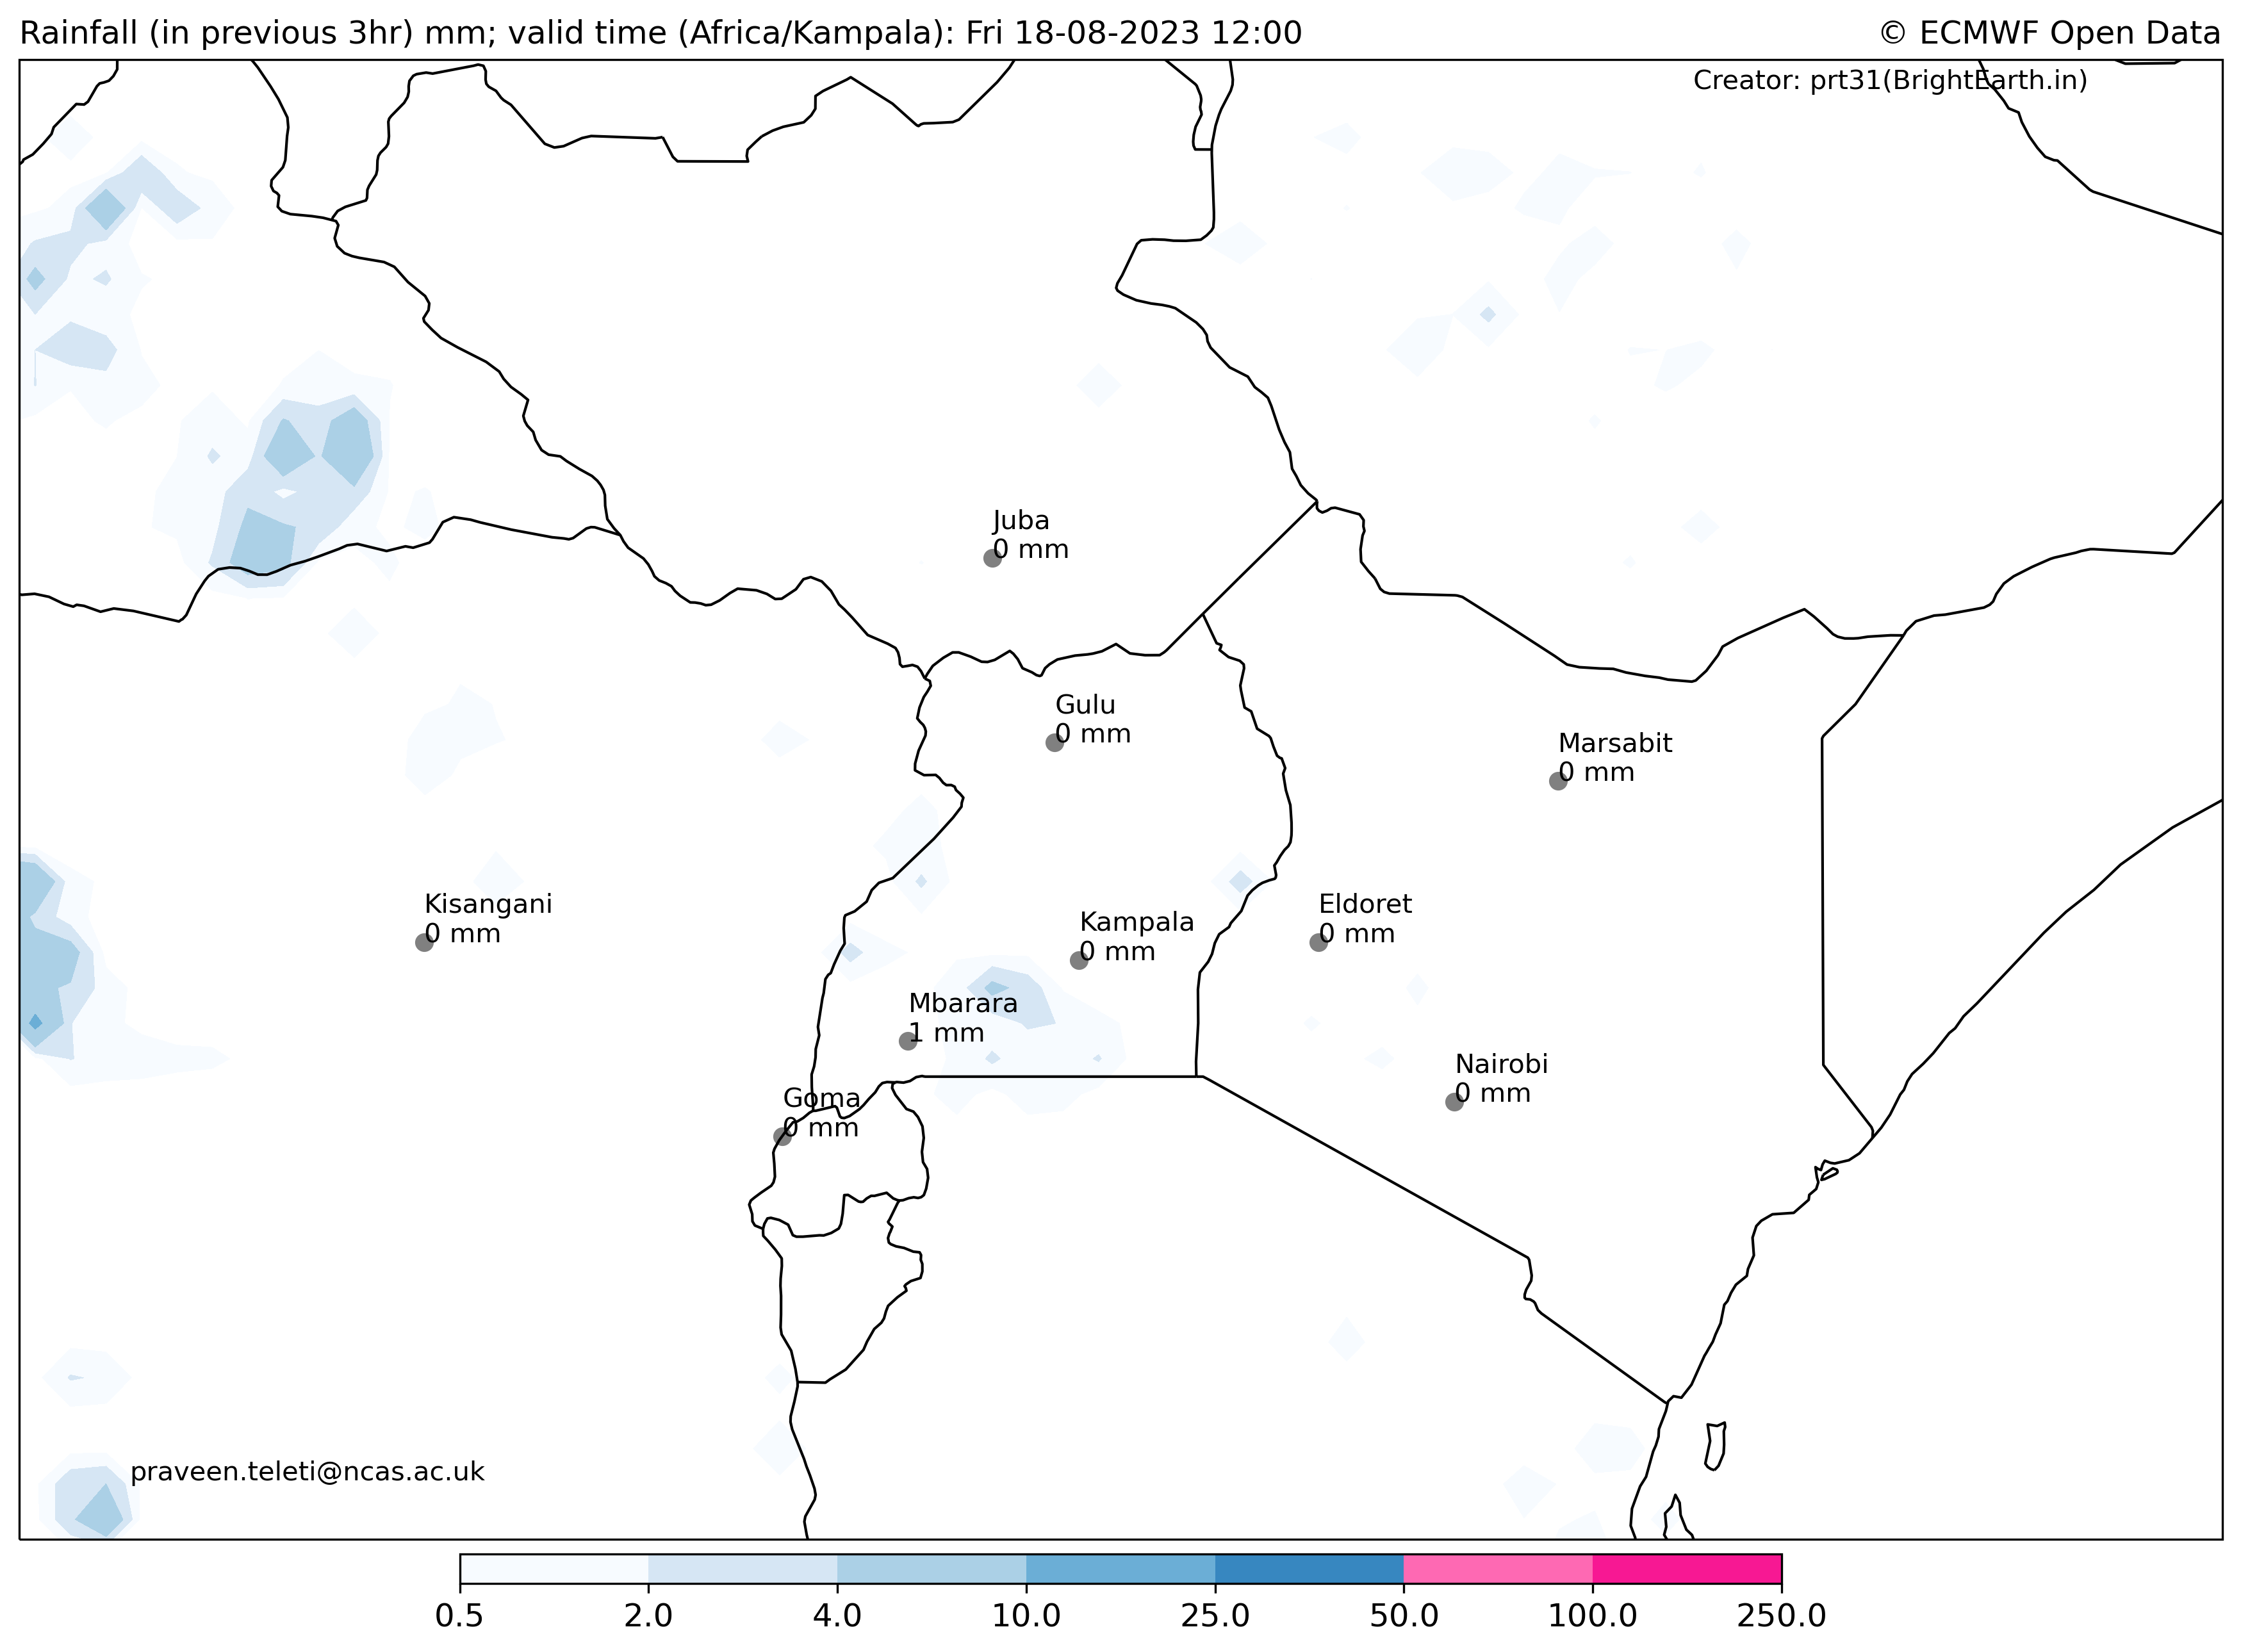 Rainfall (in previous 3hr) mm; valid time (Africa/Kampala): Fri 18-08-2023 12:00
© ECMWF Open Data
Creator: prt31(BrightEarth.in)
Juba
0 mm
Gulu
0 mm
Marsabit
0 mm
Kisangani
0 mm
Eldoret
0 mm
Kampala
0 mm
Mbarara
1 mm
Nairobi
0 mm
Goma
0 mm
praveen.teleti@ncas.ac.uk
0.5 2.0 4.0 10.0 25.0 50.0 100.0 250.0